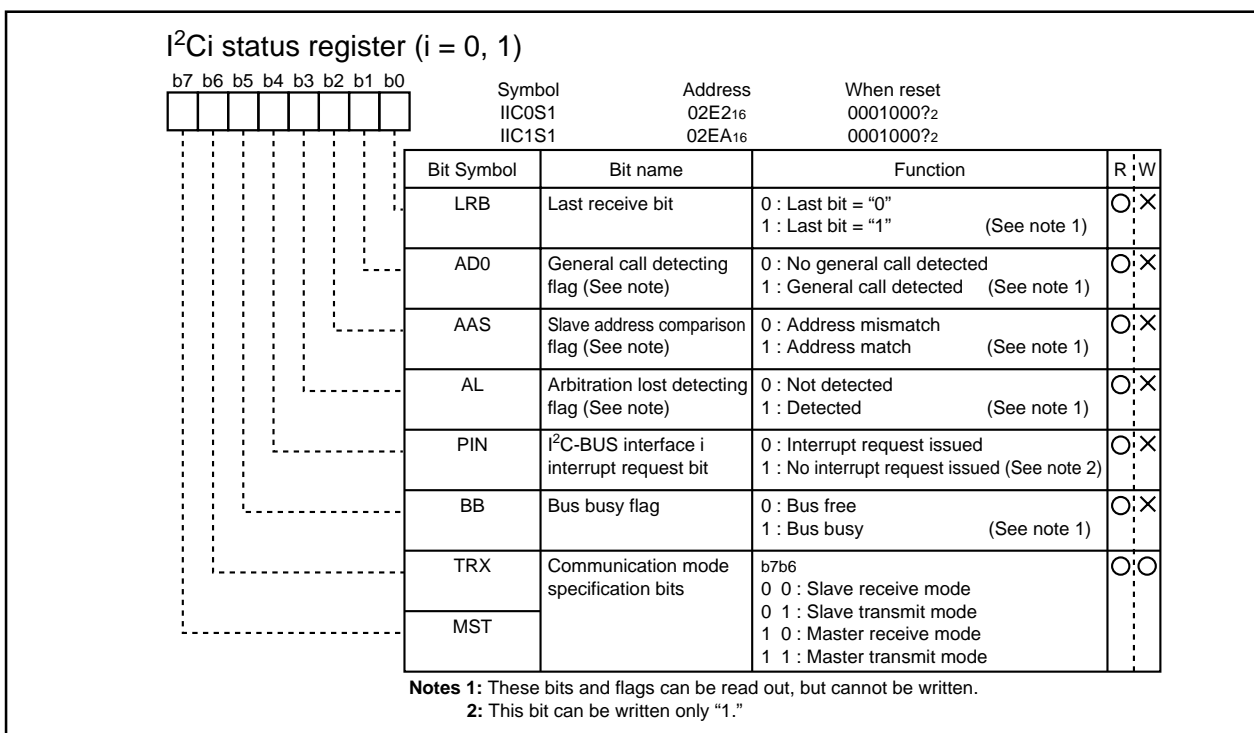 I²Ci status register (i = 0, 1)
b7 b6 b5 b4 b3 b2 b1 b0
Symbol Address When reset
IIC0S1 02E2₁₆ 0001000?₂
IIC1S1 02EA₁₆ 0001000?₂
Bit Symbol Bit name Function R W
LRB Last receive bit 0 : Last bit = “0” ○ ×
1 : Last bit = “1” (See note 1)
AD0 General call detecting 0 : No general call detected ○ ×
flag (See note) 1 : General call detected (See note 1)
AAS Slave address comparison 0 : Address mismatch ○ ×
flag (See note) 1 : Address match (See note 1)
AL Arbitration lost detecting 0 : Not detected ○ ×
flag (See note) 1 : Detected (See note 1)
PIN I²C-BUS interface i 0 : Interrupt request issued ○ ×
interrupt request bit 1 : No interrupt request issued (See note 2)
BB Bus busy flag 0 : Bus free ○ ×
1 : Bus busy (See note 1)
TRX Communication mode b7b6 ○ ○
specification bits 0 0 : Slave receive mode
0 1 : Slave transmit mode
MST 1 0 : Master receive mode
1 1 : Master transmit mode
Notes 1: These bits and flags can be read out, but cannot be written.
2: This bit can be written only “1.”